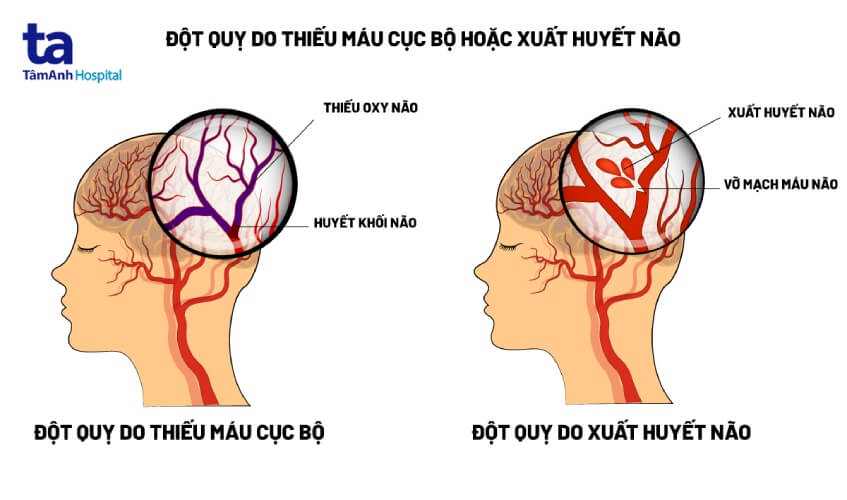 ta
TâmAnh Hospital
ĐỘT QUỴ DO THIẾU MÁU CỤC BỘ HOẶC XUẤT HUYẾT NÃO
THIẾU OXY NÃO
HUYẾT KHỐI NÃO
XUẤT HUYẾT NÃO
VỠ MẠCH MÁU NÃO
ĐỘT QUỴ DO THIẾU MÁU CỤC BỘ
ĐỘT QUỴ DO XUẤT HUYẾT NÃO